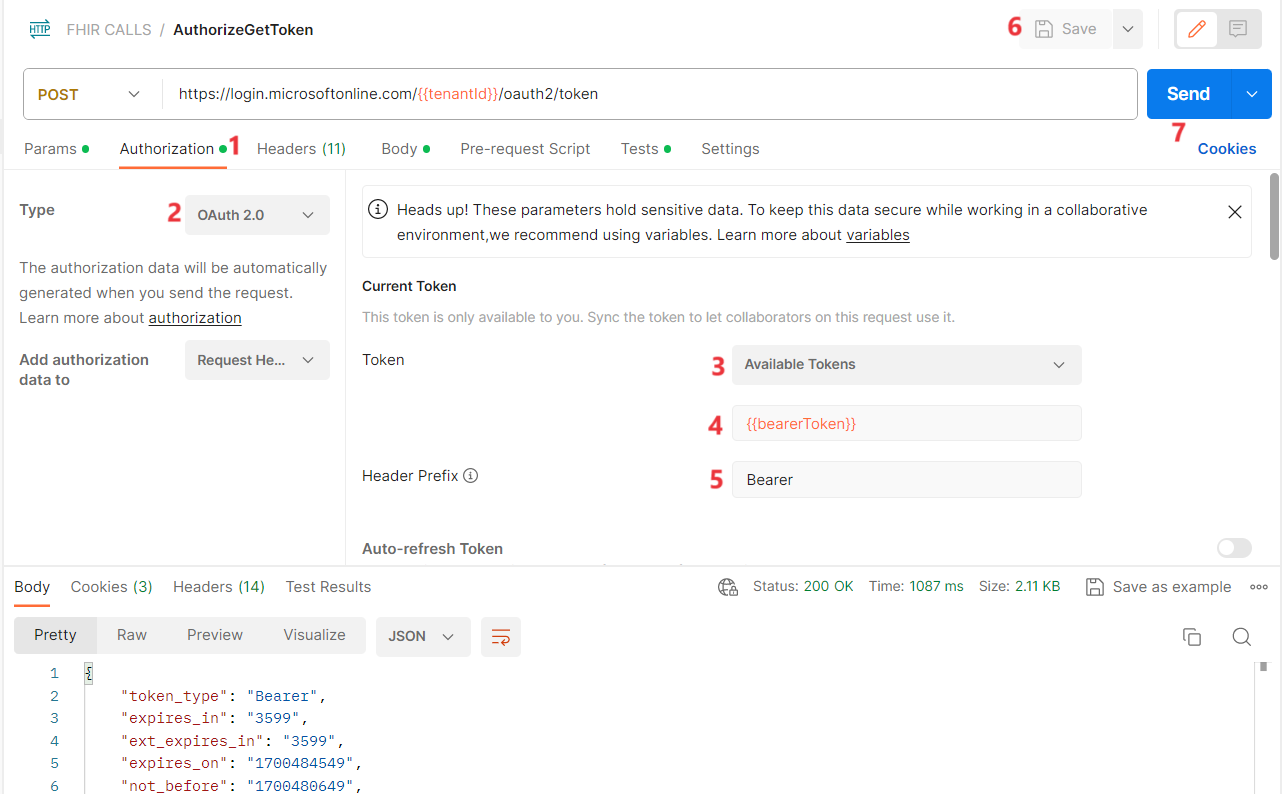 HTTP FHIR CALLS / AuthorizeGetToken 6 Save
POST https://login.microsoftonline.com/{{tenantId}}/oauth2/token Send
7
Params Authorization 1 Headers (11) Body Pre-request Script Tests Settings Cookies
Type 2 OAuth 2.0
The authorization data will be automatically
generated when you send the request.
Learn more about authorization
Add authorization
data to
Request He...
Heads up! These parameters hold sensitive data. To keep this data secure while working in a collaborative
environment,we recommend using variables. Learn more about variables
Current Token
This token is only available to you. Sync the token to let collaborators on this request use it.
Token 3 Available Tokens
4 {{bearerToken}}
Header Prefix 5 Bearer
Auto-refresh Token
Body Cookies (3) Headers (14) Test Results Status: 200 OK Time: 1087 ms Size: 2.11 KB Save as example
Pretty Raw Preview Visualize JSON
1 {
2 "token_type": "Bearer",
3 "expires_in": "3599",
4 "ext_expires_in": "3599",
5 "expires_on": "1700484549",
6 "not_before": "1700480649",